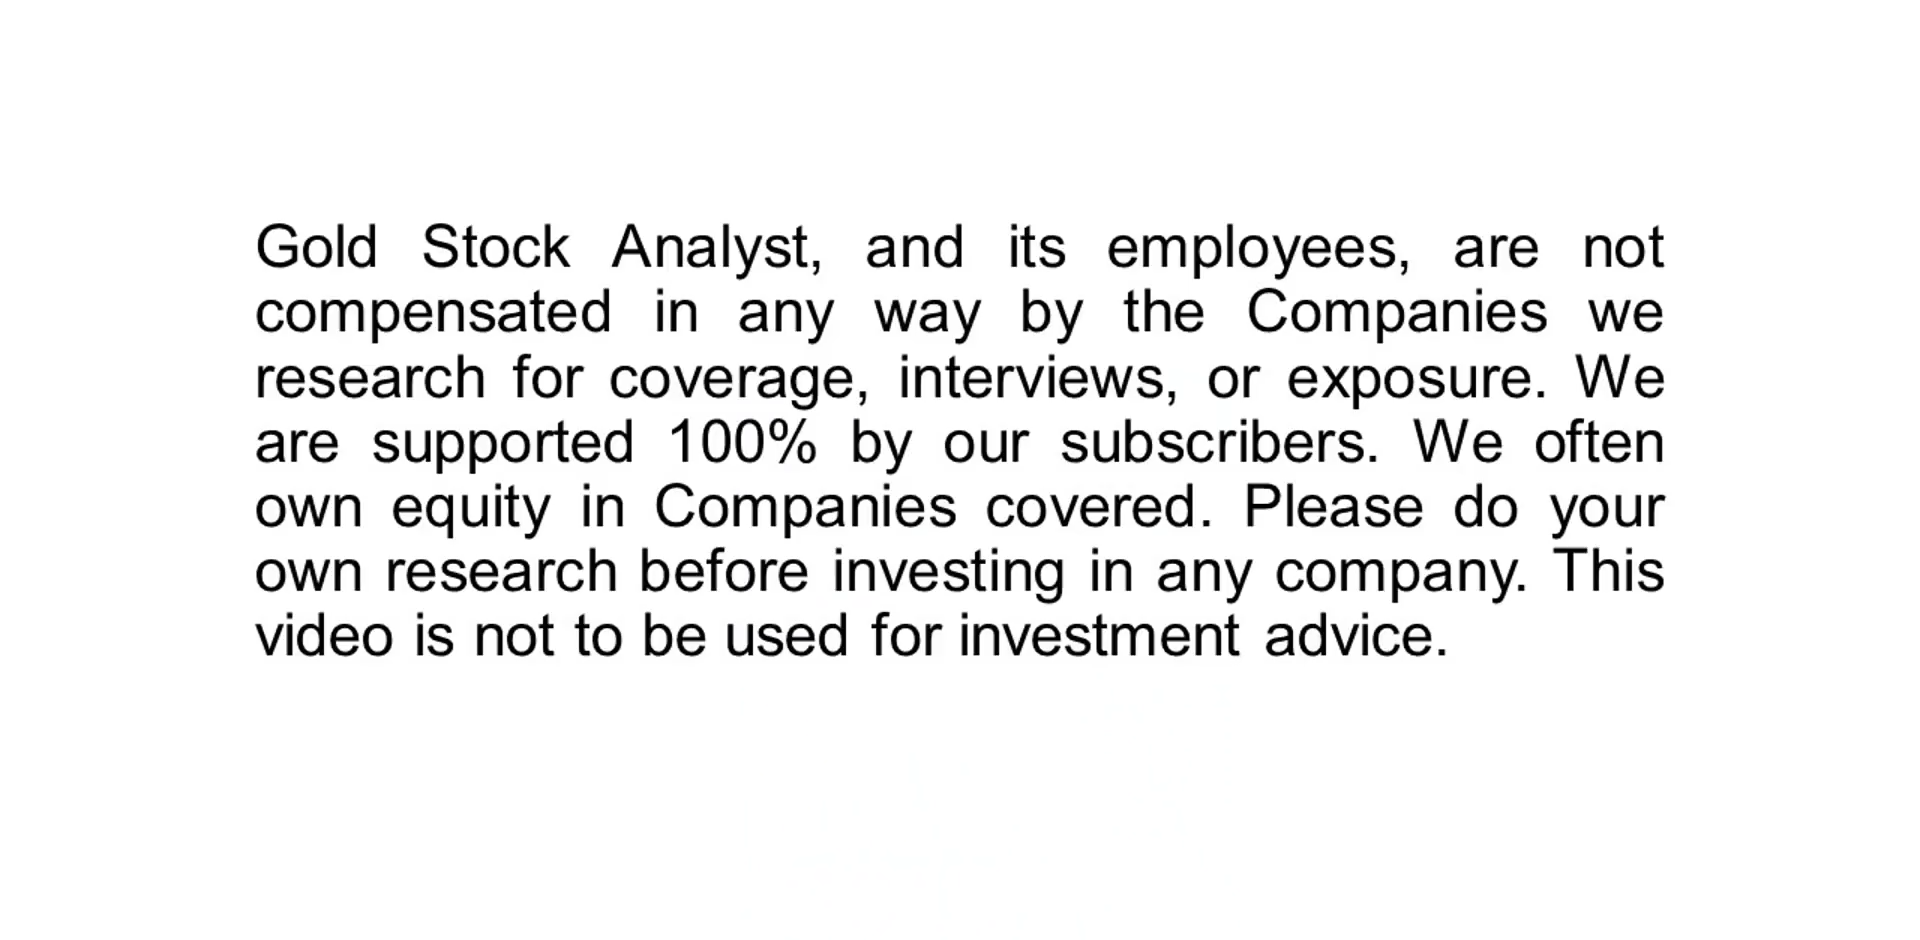 Gold Stock Analyst, and its employees, are not
compensated in any way by the Companies we
research for coverage, interviews, or exposure. We
are supported 100% by our subscribers. We often
own equity in Companies covered. Please do your
own research before investing in any company. This
video is not to be used for investment advice.